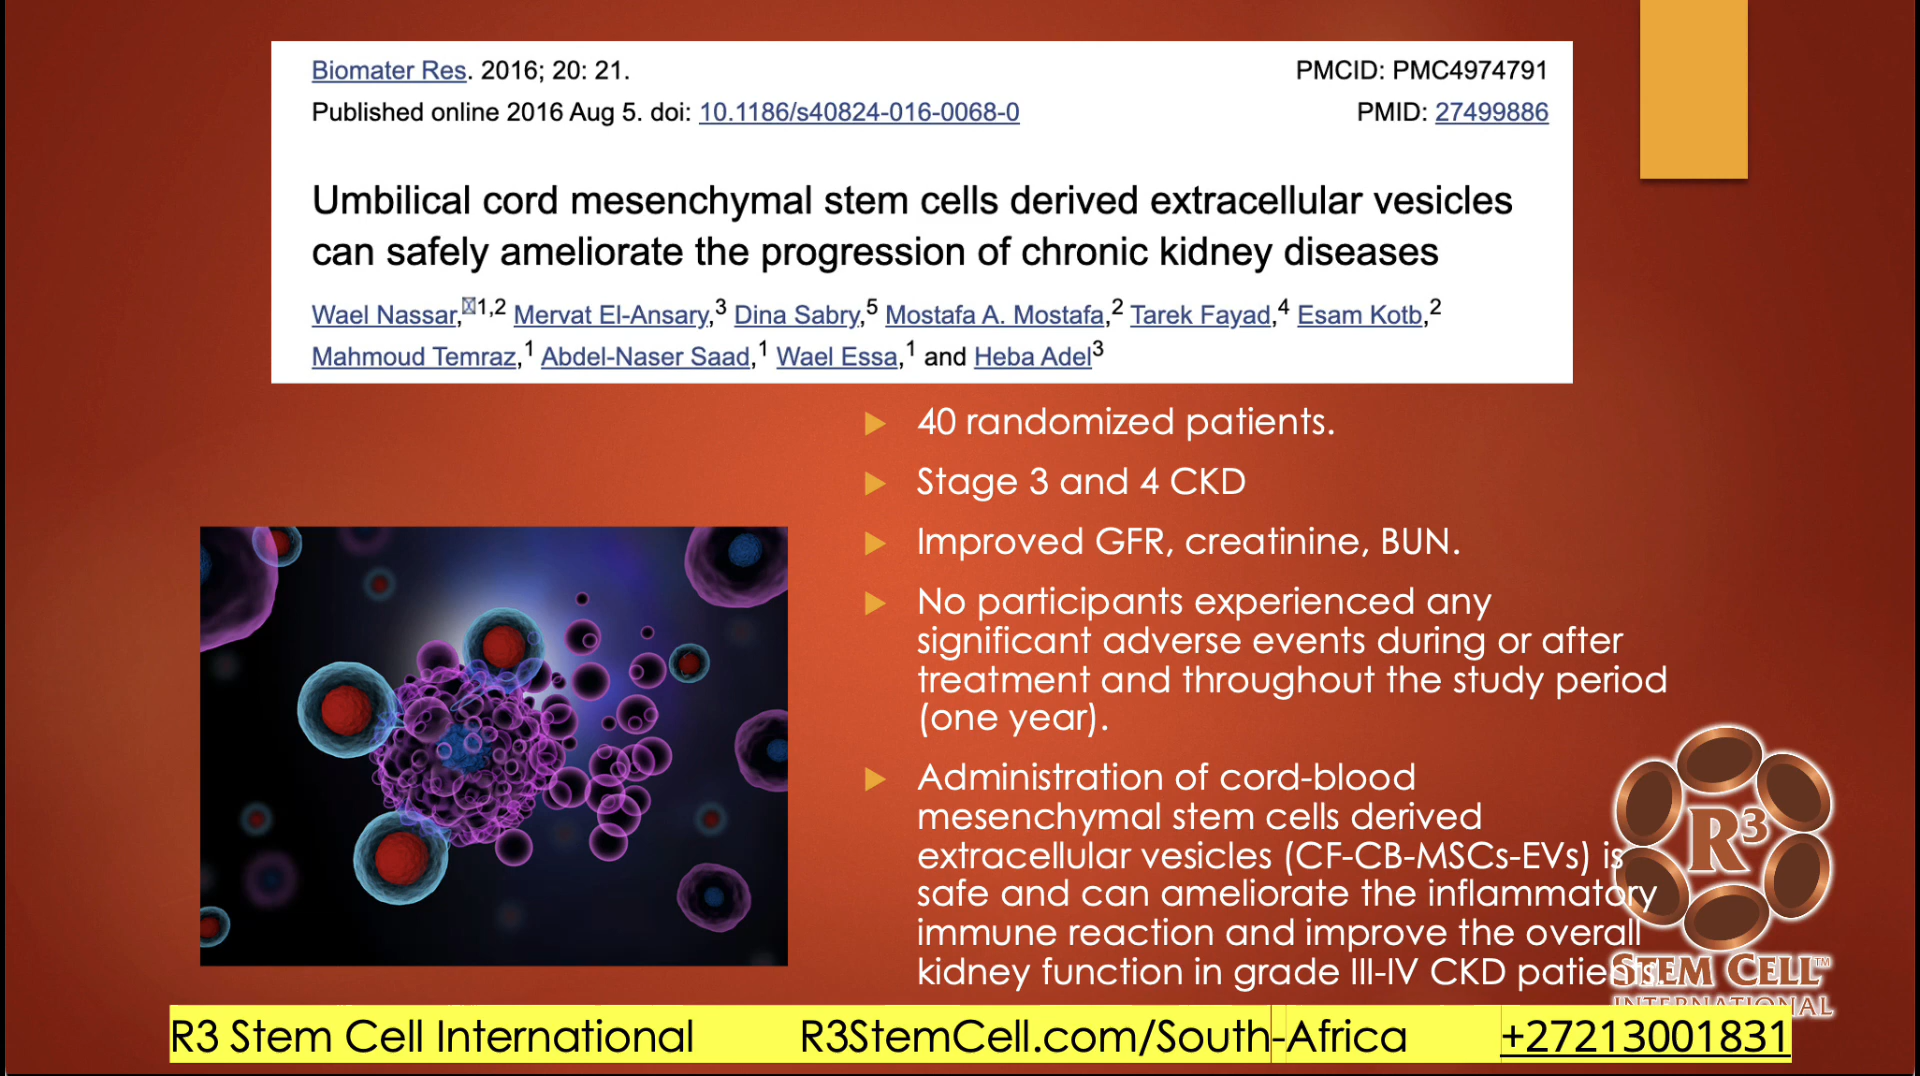 Biomater Res. 2016; 20: 21.
PMCID: PMC4974791
Published online 2016 Aug 5. doi: 10.1186/s40824-016-0068-0
PMID: 27499886
Umbilical cord mesenchymal stem cells derived extracellular vesicles
can safely ameliorate the progression of chronic kidney diseases
Wael Nassar,1,2 Mervat El-Ansary,3 Dina Sabry,5 Mostafa A. Mostafa,2 Tarek Fayad,4 Esam Kotb,2
Mahmoud Temraz,1 Abdel-Naser Saad,1 Wael Essa,1 and Heba Adel3
40 randomized patients.
Stage 3 and 4 CKD
Improved GFR, creatinine, BUN.
No participants experienced any
significant adverse events during or after
treatment and throughout the study period
(one year).
Administration of cord-blood
mesenchymal stem cells derived
extracellular vesicles (CF-CB-MSCs-EVs) is
safe and can ameliorate the inflammatory
immune reaction and improve the overall
kidney function in grade III-IV CKD patients.
R3
STEM CELL™
INTERNATIONAL
R3 Stem Cell International
R3StemCell.com/South-Africa
+27213001831